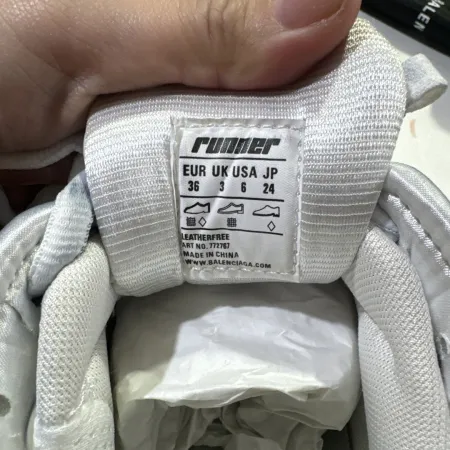 runner
EUR UK USA JP
36 3 6 24
LEATHERFREE
ART NO. 772767
MADE IN CHINA
WWW.BALENCIAGA.COM